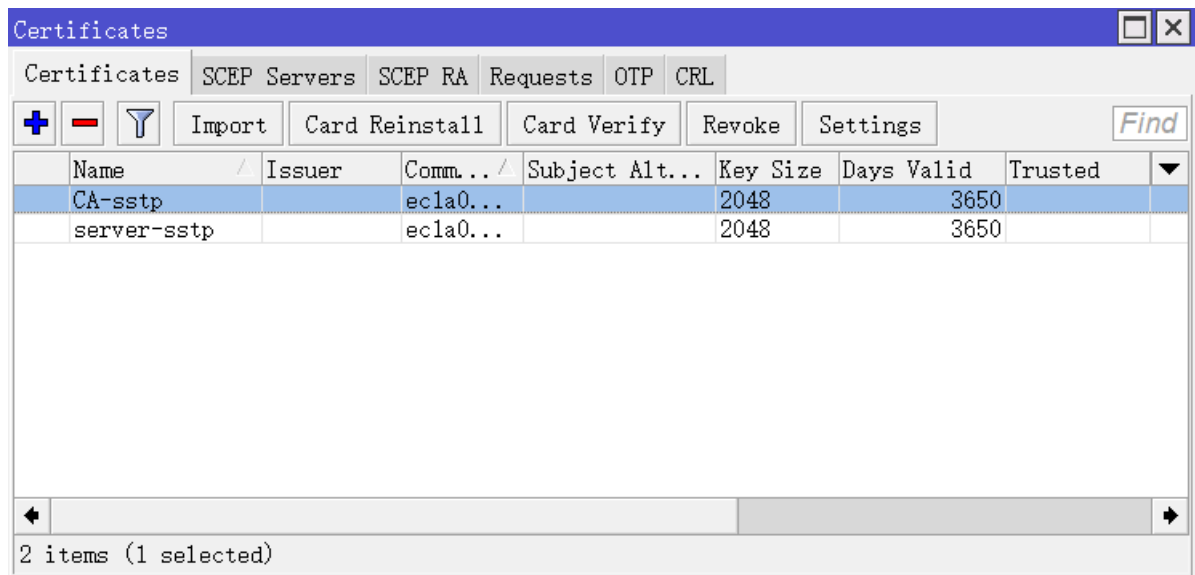 Certificates
Certificates SCEP Servers SCEP RA Requests OTP CRL
Import Card Reinstall Card Verify Revoke Settings Find
Name Issuer Comm... Subject Alt... Key Size Days Valid Trusted
CA-sstp ec1a0... 2048 3650
server-sstp ec1a0... 2048 3650
2 items (1 selected)